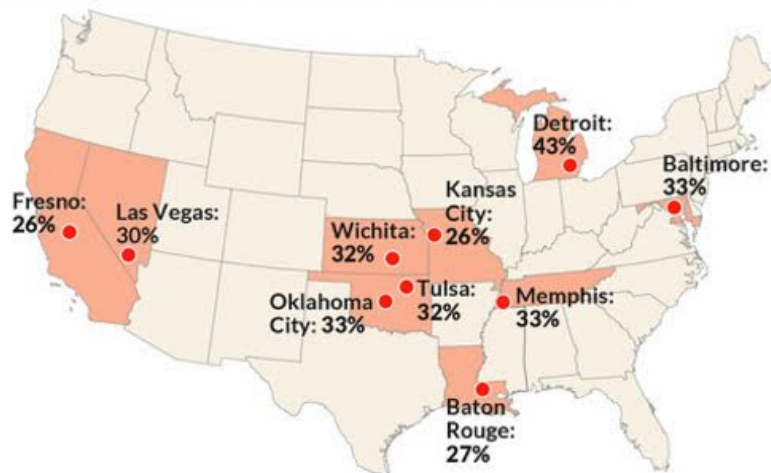 Detroit:
43%
Baltimore:
33%
Kansas
City:
26%
Fresno:
26%
Las Vegas:
30%
Wichita:
32%
Tulsa:
32%
Oklahoma
City: 33%
Memphis:
33%
Baton
Rouge:
27%